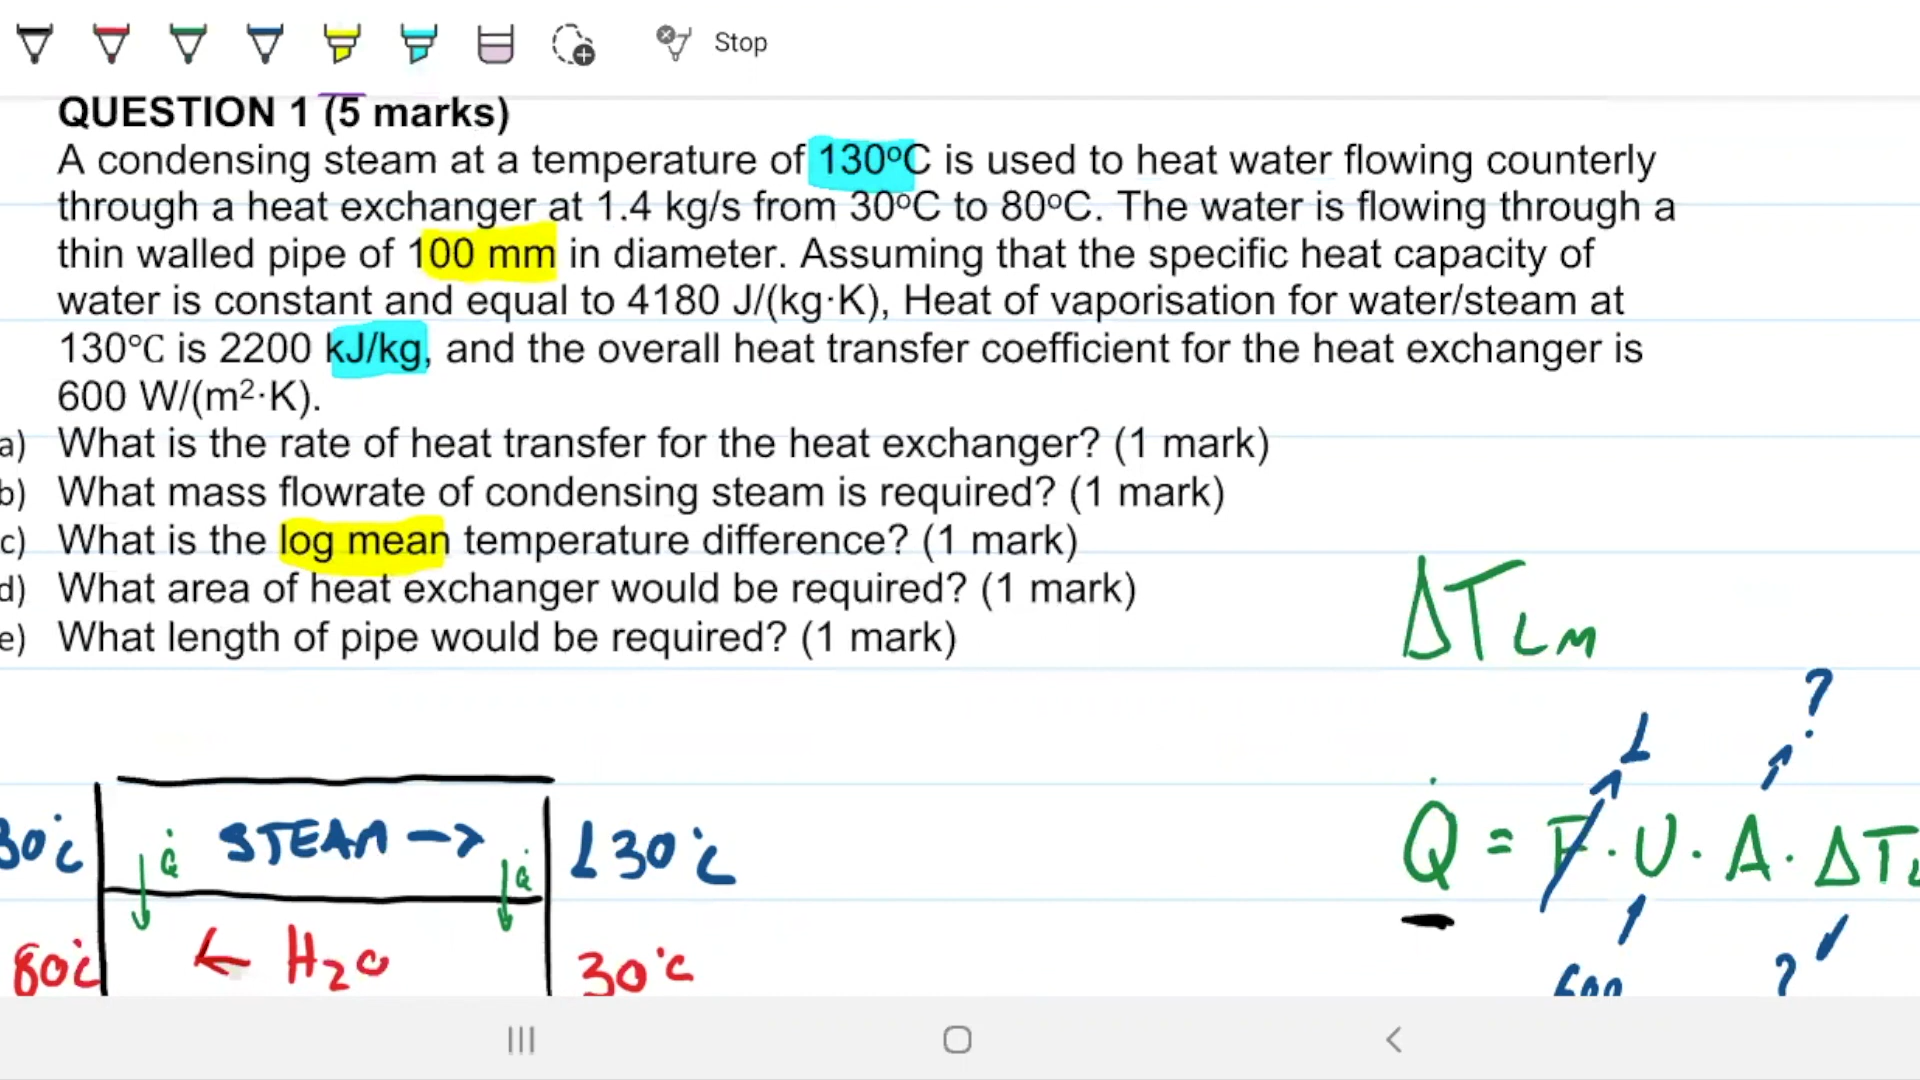 Stop
QUESTION 1 (5 marks)
A condensing steam at a temperature of 130ºC is used to heat water flowing counterly
through a heat exchanger at 1.4 kg/s from 30ºC to 80ºC. The water is flowing through a
thin walled pipe of 100 mm in diameter. Assuming that the specific heat capacity of
water is constant and equal to 4180 J/(kg·K), Heat of vaporisation for water/steam at
130℃ is 2200 kJ/kg, and the overall heat transfer coefficient for the heat exchanger is
600 W/(m²·K).
a) What is the rate of heat transfer for the heat exchanger? (1 mark)
b) What mass flowrate of condensing steam is required? (1 mark)
c) What is the log mean temperature difference? (1 mark)
d) What area of heat exchanger would be required? (1 mark)
e) What length of pipe would be required? (1 mark)
ΔTLM
?
1
30°C Q̇ STEAM → Q̇ 130°C
Q̇ = F · U · A · ΔTL
80°C ← H2O 30°C
600 ?